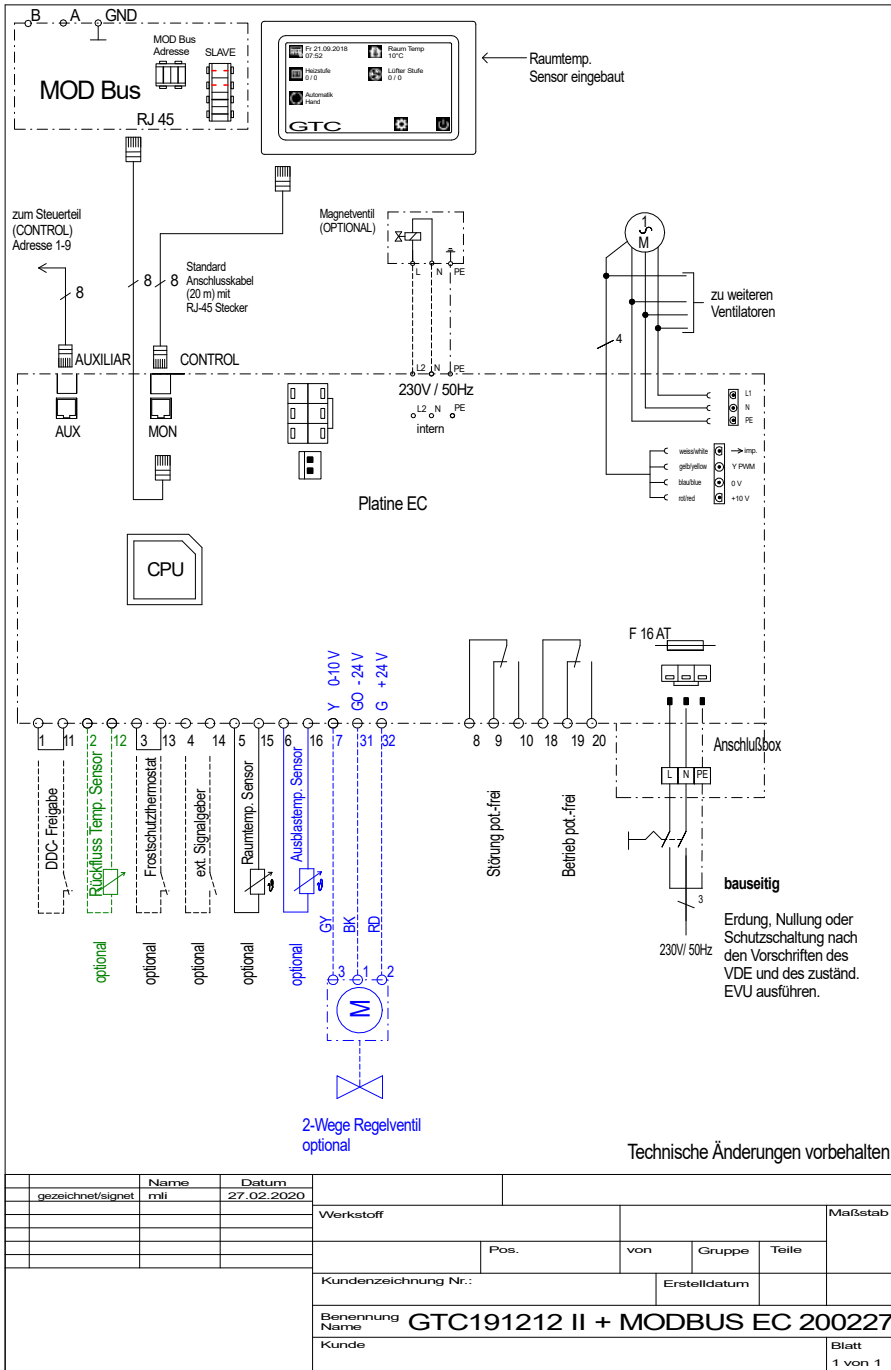 B
A
GND
MOD Bus
Adresse
SLAVE
MOD Bus
RJ 45
Fr 21.09.2018
07:52
Raum Temp
10°C
Heizstufe
0 / 0
Lüfter Stufe
0 / 0
Automatik
Hand
GTC
Raumtemp.
Sensor eingebaut
zum Steuerteil
(CONTROL)
Adresse 1-9
8
8
8
Standard
Anschlusskabel
(20 m) mit
RJ-45 Stecker
Magnetventil
(OPTIONAL)
L
N
PE
1
M
zu weiteren
Ventilatoren
4
AUXILIAR
CONTROL
AUX
MON
L2
N
PE
230V / 50Hz
L2
N
PE
intern
L1
N
PE
weiss/white
imp.
gelb/yellow
Y PWM
blau/blue
0 V
rot/red
+10 V
Platine EC
CPU
F 16 AT
Y 0-10 V
GO - 24 V
G + 24 V
1
11
2
12
3
13
4
14
5
15
6
16
7
31
32
8
9
10
18
19
20
Anschlußbox
L
N
PE
DDC- Freigabe
Rückfluss Temp. Sensor
Frostschutzthermostat
ext. Signalgeber
Raumtemp. Sensor
Ausblastemp. Sensor
optional
optional
optional
optional
optional
GY
BK
RD
3
1
2
M
2-Wege Regelventil
optional
Störung pot.-frei
Betrieb pot.-frei
3
230V/ 50Hz
bauseitig
Erdung, Nullung oder
Schutzschaltung nach
den Vorschriften des
VDE und des zuständ.
EVU ausführen.
Technische Änderungen vorbehalten
Name
Datum
gezeichnet/signet
mli
27.02.2020
Werkstoff
Maßstab
Pos.
von
Gruppe
Teile
Kundenzeichnung Nr.:
Erstelldatum
Benennung
Name
GTC191212 II + MODBUS EC 200227
Kunde
Blatt
1 von 1